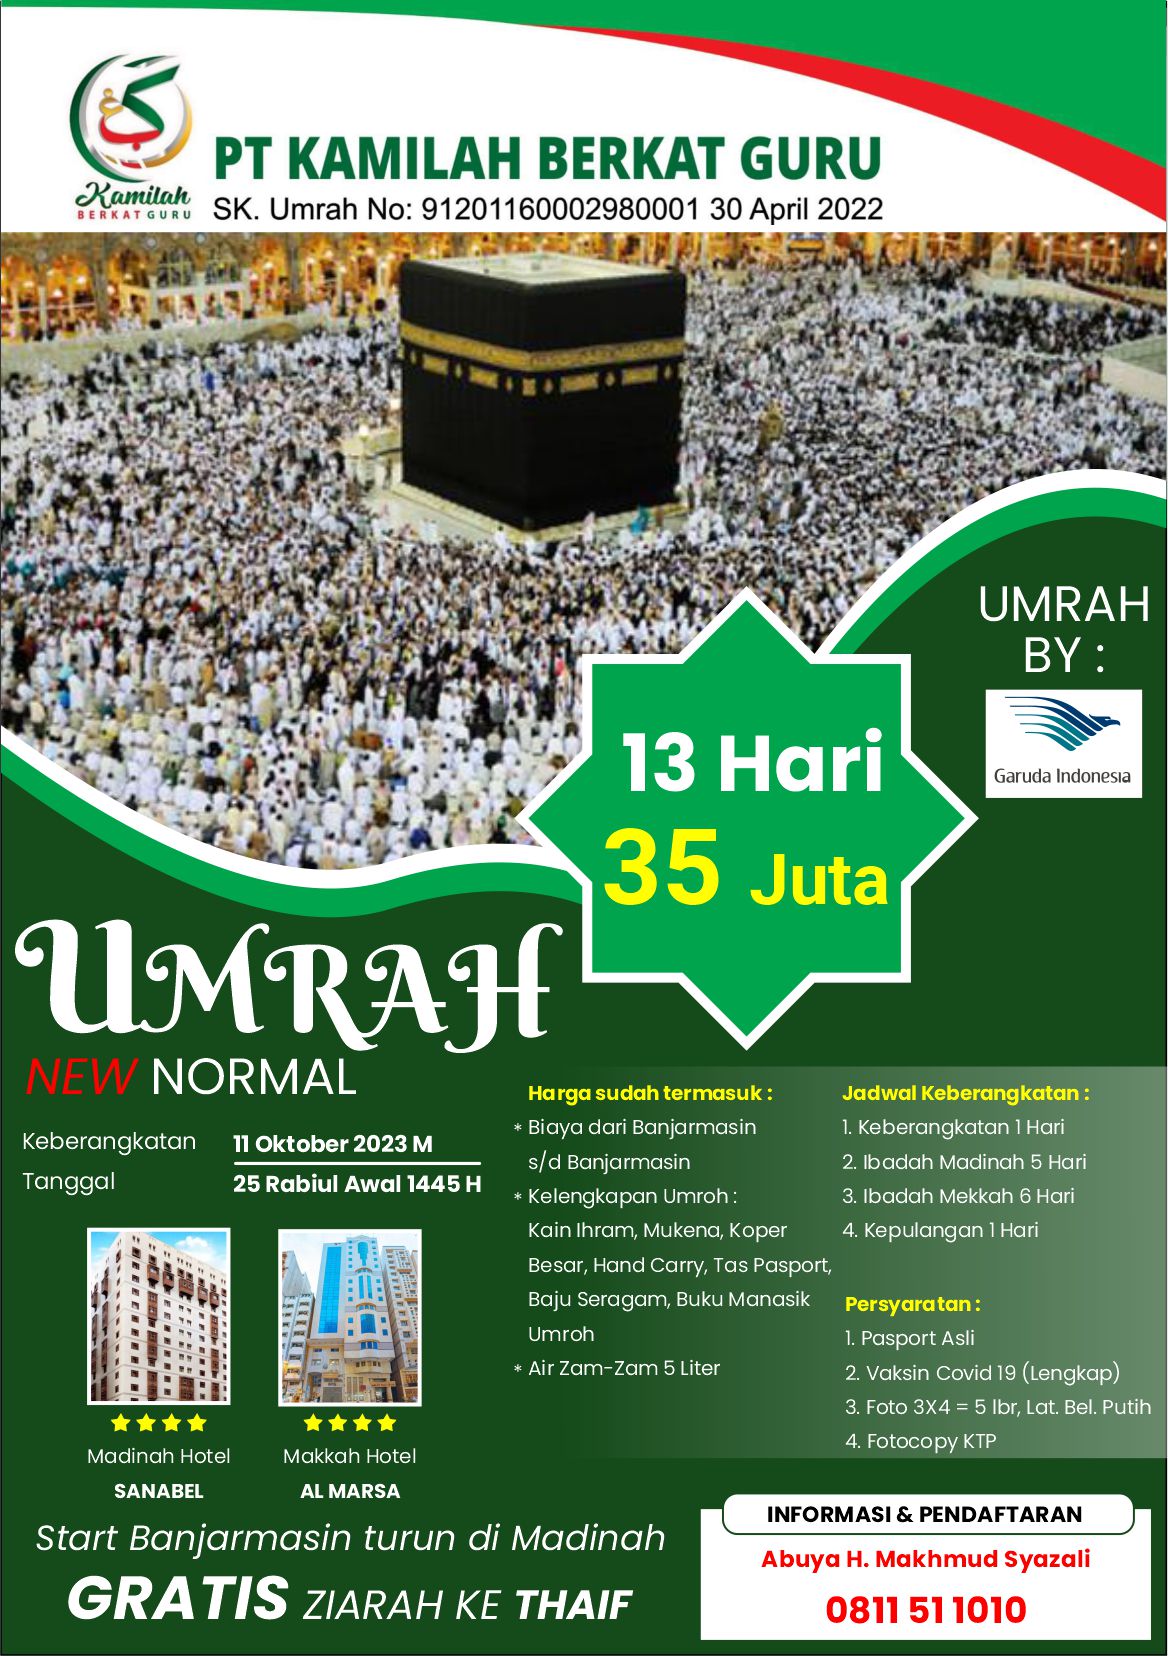 Kamilah
BERKAT GURU
PT KAMILAH BERKAT GURU
SK. Umrah No: 91201160002980001 30 April 2022
UMRAH
BY :
Garuda Indonesia
13 Hari
35 Juta
UMRAH
NEW NORMAL
Keberangkatan
Tanggal
11 Oktober 2023 M
25 Rabiul Awal 1445 H
Madinah Hotel
SANABEL
Makkah Hotel
AL MARSA
Harga sudah termasuk :
* Biaya dari Banjarmasin
s/d Banjarmasin
* Kelengkapan Umroh :
Kain Ihram, Mukena, Koper
Besar, Hand Carry, Tas Pasport,
Baju Seragam, Buku Manasik
Umroh
* Air Zam-Zam 5 Liter
Jadwal Keberangkatan :
1. Keberangkatan 1 Hari
2. Ibadah Madinah 5 Hari
3. Ibadah Mekkah 6 Hari
4. Kepulangan 1 Hari
Persyaratan :
1. Pasport Asli
2. Vaksin Covid 19 (Lengkap)
3. Foto 3X4 = 5 lbr, Lat. Bel. Putih
4. Fotocopy KTP
Start Banjarmasin turun di Madinah
GRATIS ZIARAH KE THAIF
INFORMASI & PENDAFTARAN
Abuya H. Makhmud Syazali
0811 51 1010